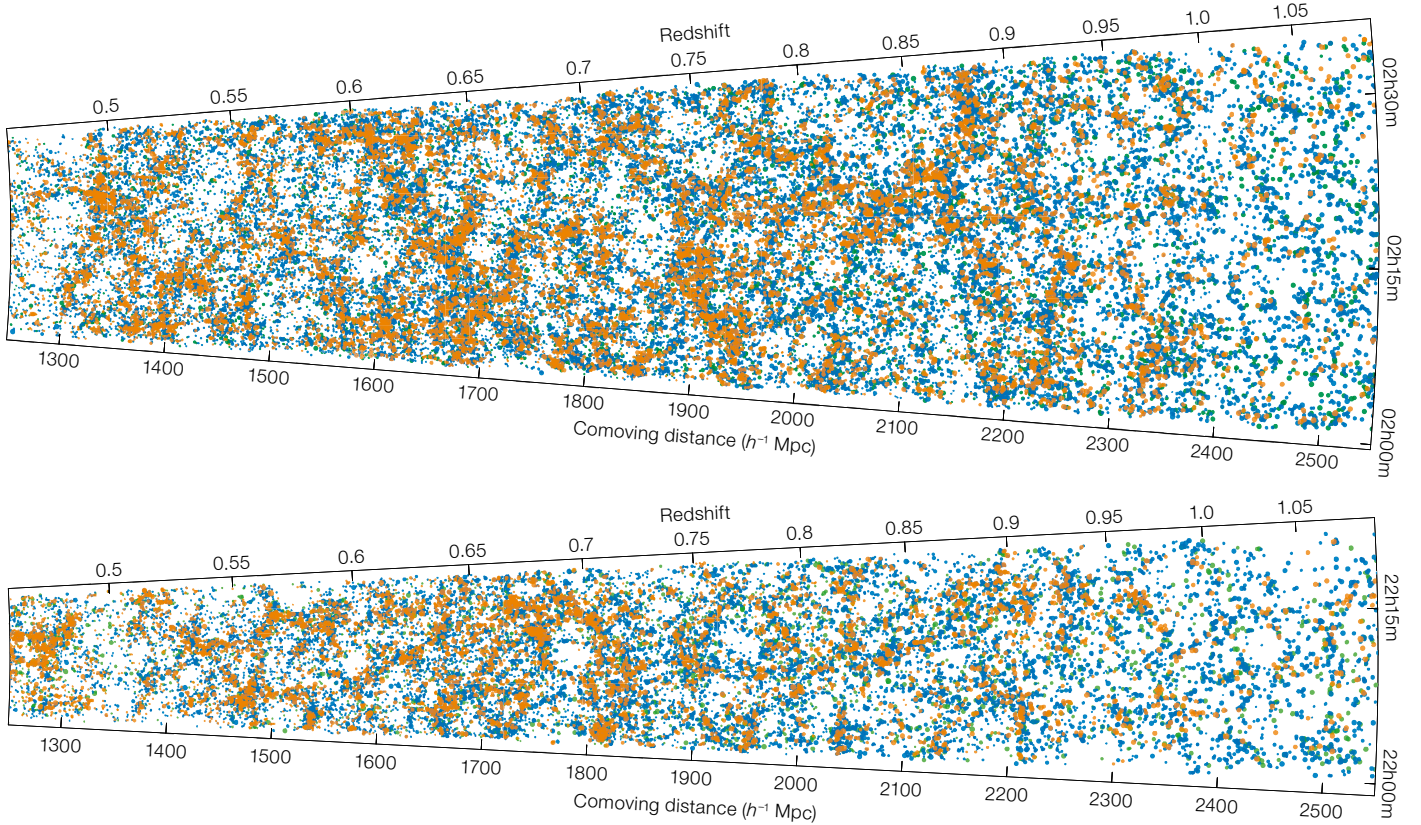 Redshift
0.5 0.55 0.6 0.65 0.7 0.75 0.8 0.85 0.9 0.95 1.0 1.05
02h30m
02h15m
02h00m
1300 1400 1500 1600 1700 1800 1900 2000 2100 2200 2300 2400 2500
Comoving distance (h⁻¹ Mpc)
Redshift
0.5 0.55 0.6 0.65 0.7 0.75 0.8 0.85 0.9 0.95 1.0 1.05
22h15m
22h00m
1300 1400 1500 1600 1700 1800 1900 2000 2100 2200 2300 2400 2500
Comoving distance (h⁻¹ Mpc)